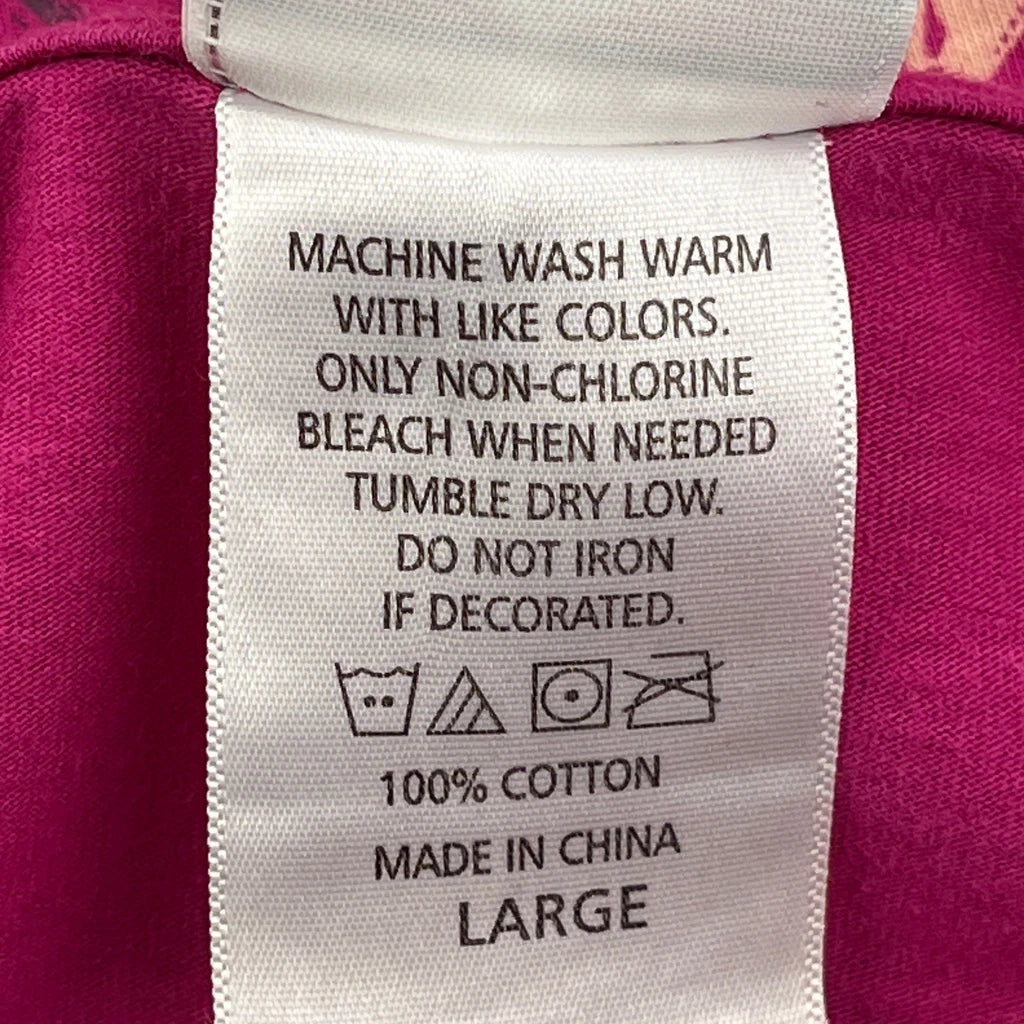 MACHINE WASH WARM
WITH LIKE COLORS.
ONLY NON-CHLORINE
BLEACH WHEN NEEDED
TUMBLE DRY LOW.
DO NOT IRON
IF DECORATED.
100% COTTON
MADE IN CHINA
LARGE